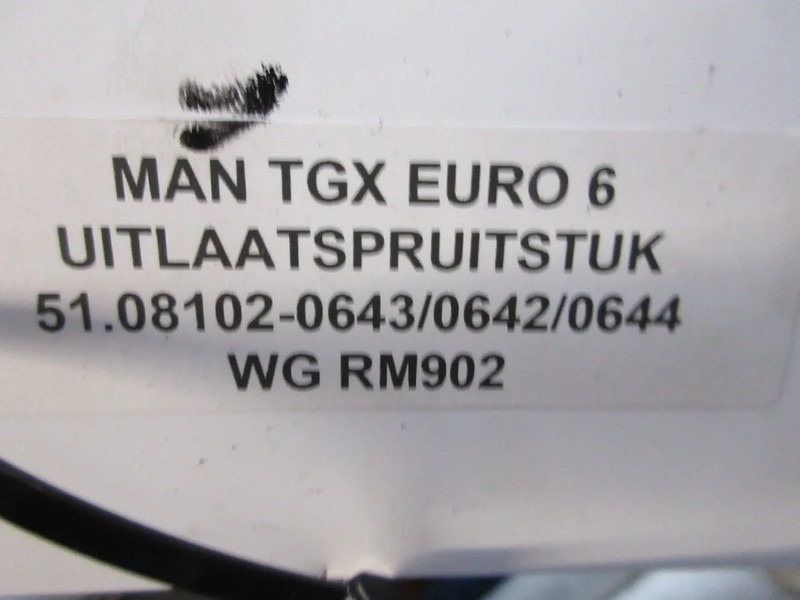 MAN TGX EURO 6
UITLAATSPRUITSTUK
51.08102-0643/0642/0644
WG RM902